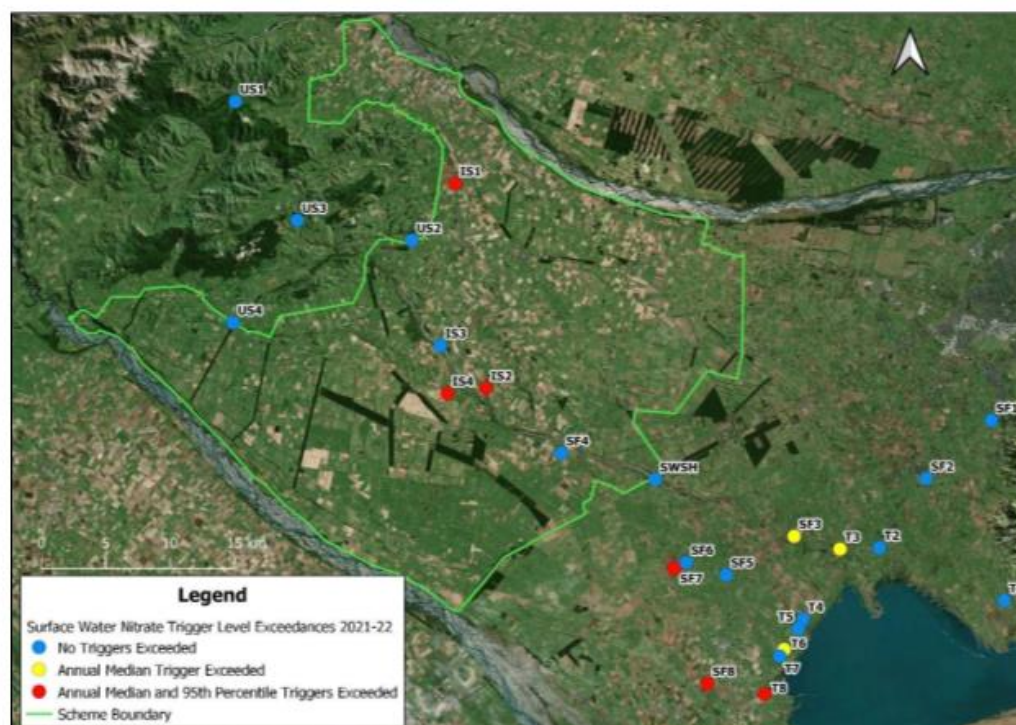 US1
IS1
US3
US2
US4
IS3
IS4
IS2
SF1
SF4
SWSH
SF2
SF3
T3
T2
SF6
SF7
SF5
T
T5
T4
T6
T7
SF8
T8
0 5 10 15 km
Legend
Surface Water Nitrate Trigger Level Exceedances 2021-22
No Triggers Exceeded
Annual Median Trigger Exceeded
Annual Median and 95th Percentile Triggers Exceeded
Scheme Boundary